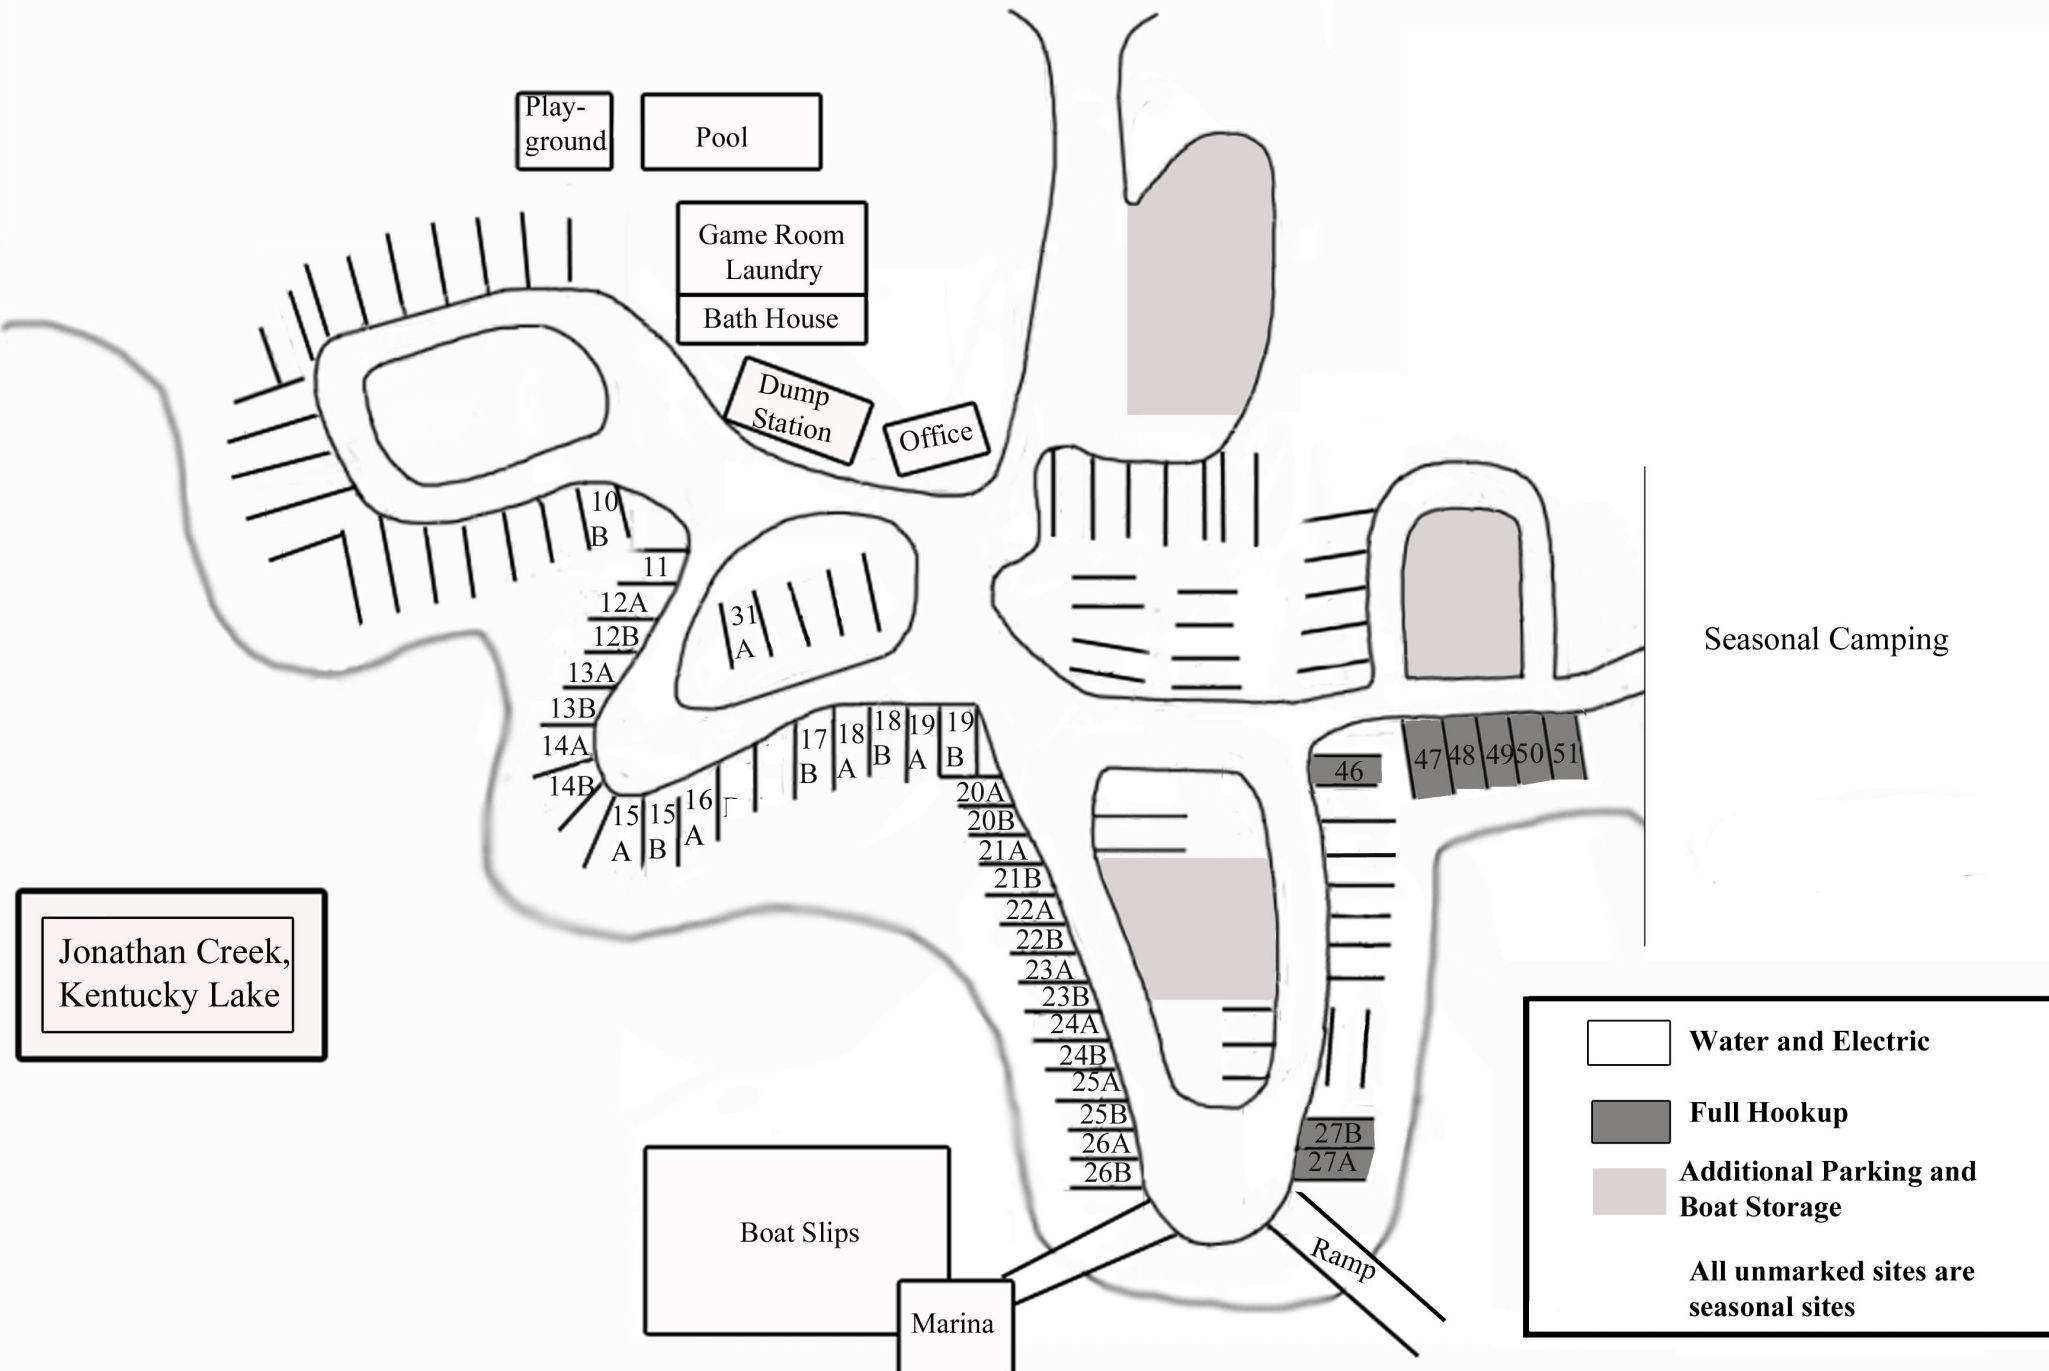 Play-
ground
Pool
Game Room
Laundry
Bath House
Dump
Station
Office
10
B
11
12A
12B
13A
13B
14A
14B
15
A
15
B
16
A
17
B
18
A
18
B
19
A
19
B
31
A
20A
20B
21A
21B
22A
22B
23A
23B
24A
24B
25A
25B
26A
26B
46
47
48
49
50
51
27B
27A
Seasonal Camping
Jonathan Creek,
Kentucky Lake
Boat Slips
Marina
Ramp
Water and Electric
Full Hookup
Additional Parking and
Boat Storage
All unmarked sites are
seasonal sites